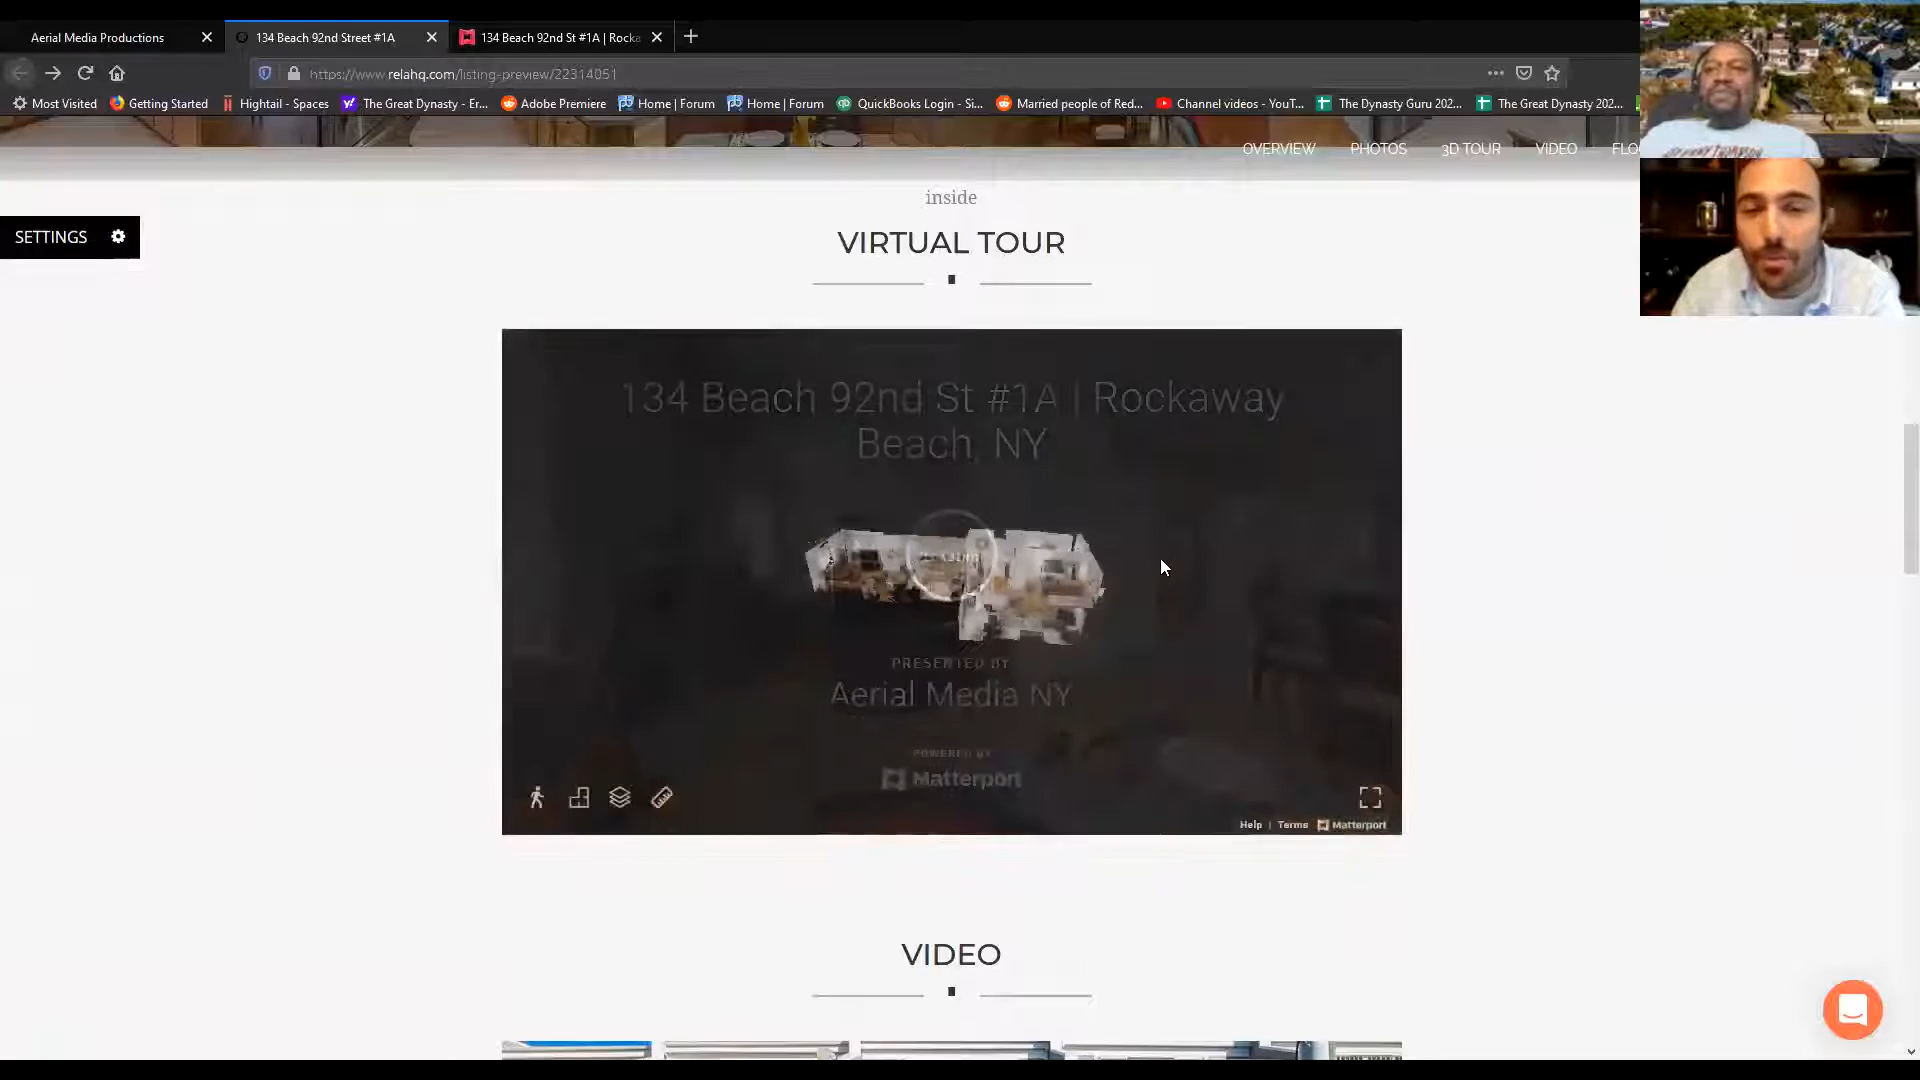 Aerial Media Productions
134 Beach 92nd Street #1A
134 Beach 92nd St #1A | Rocka
https://www.relahq.com/listing-preview/22314051
Most Visited
Getting Started
Hightail - Spaces
The Great Dynasty - Er...
Adobe Premiere
Home | Forum
Home | Forum
QuickBooks Login - Si...
Married people of Red...
Channel videos - YouT...
The Dynasty Guru 202...
The Great Dynasty 202...
OVERVIEW PHOTOS 3D TOUR VIDEO FLO
inside
SETTINGS
VIRTUAL TOUR
134 Beach 92nd St #1A | Rockaway
Beach, NY
PRESENTED BY
Aerial Media NY
POWERED BY
Matterport
Help | Terms Matterport
VIDEO